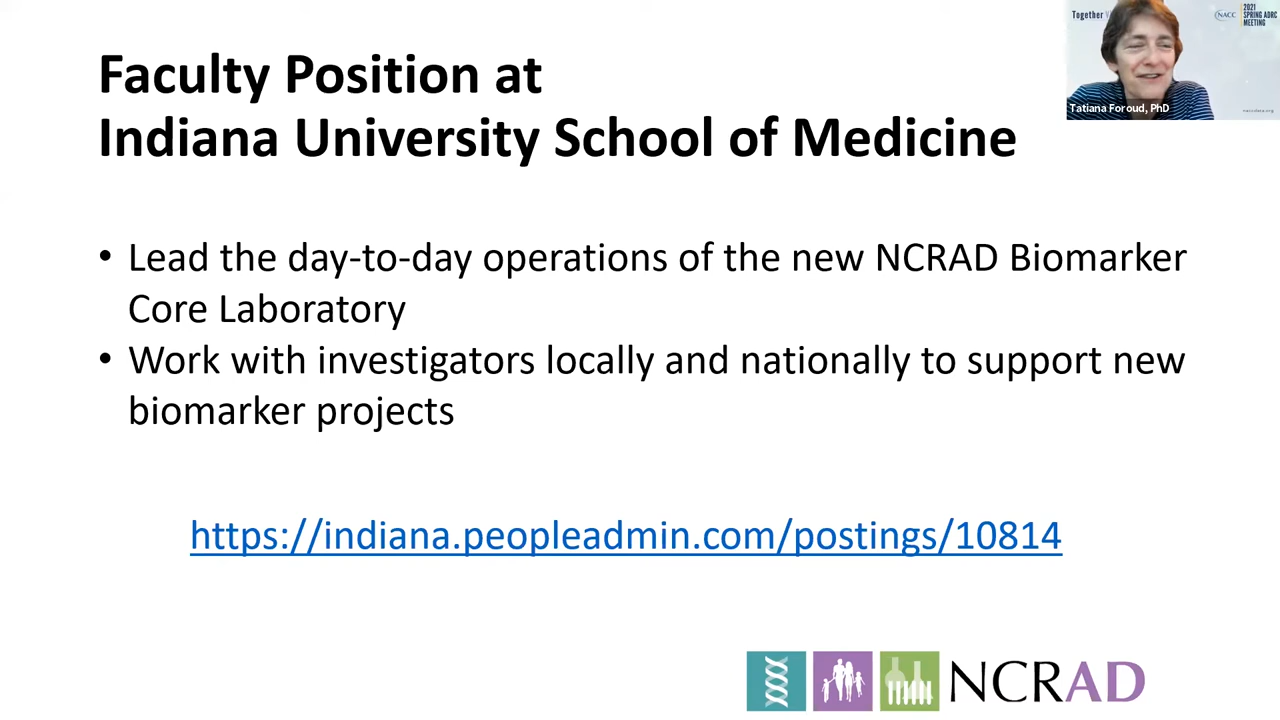 Faculty Position at
Indiana University School of Medicine
• Lead the day-to-day operations of the new NCRAD Biomarker
Core Laboratory
• Work with investigators locally and nationally to support new
biomarker projects
https://indiana.peopleadmin.com/postings/10814
NCRAD
Together
NACC
2021
SPRING ADRC
MEETING
Tatiana Foroud, PhD